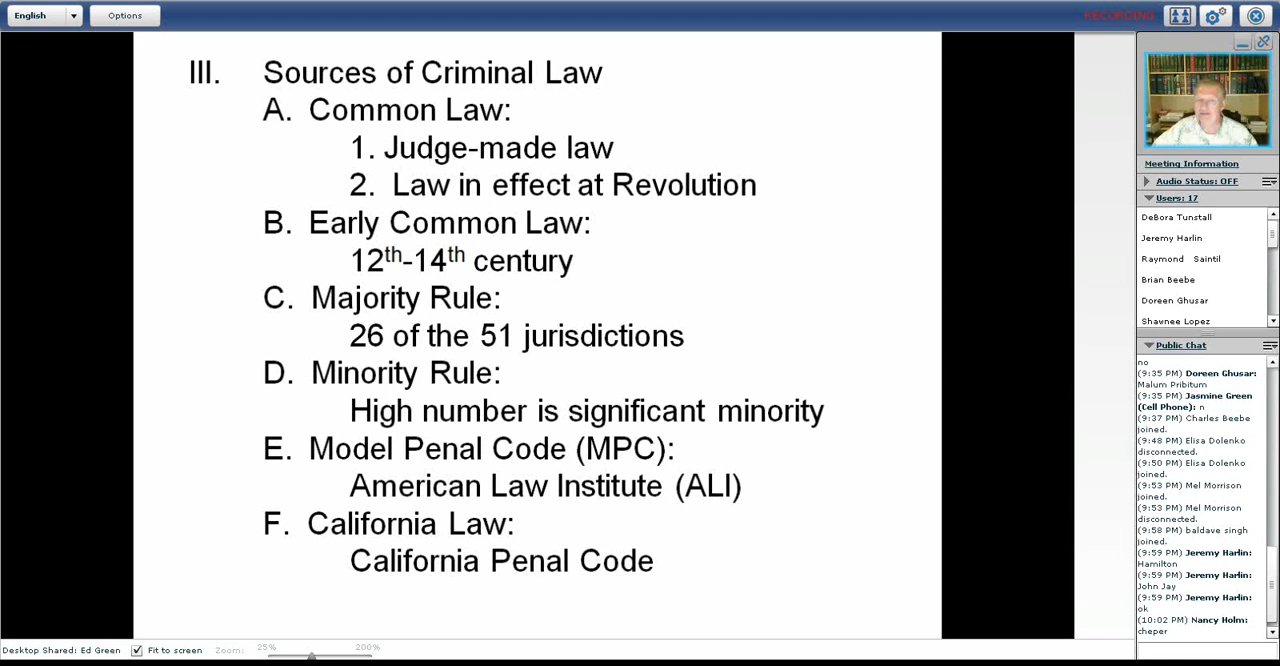 English
Options
RECORDING
III. Sources of Criminal Law
A. Common Law:
1. Judge-made law
2. Law in effect at Revolution
B. Early Common Law:
12th-14th century
C. Majority Rule:
26 of the 51 jurisdictions
D. Minority Rule:
High number is significant minority
E. Model Penal Code (MPC):
American Law Institute (ALI)
F. California Law:
California Penal Code
Meeting Information
Audio Status: OFF
Users: 17
DeBora Tunstall
Jeremy Harlin
Raymond Saintil
Brian Beebe
Doreen Ghusar
Shawnee Lopez
Public Chat
no
(9:35 PM) Doreen Ghusar:
Malum Pribitum
(9:35 PM) Jasmine Green
(Cell Phone): n
(9:37 PM) Charles Beebe
joined.
(9:48 PM) Elisa Dolenko
disconnected.
(9:50 PM) Elisa Dolenko
joined.
(9:53 PM) Mel Morrison
joined.
(9:53 PM) Mel Morrison
disconnected.
(9:58 PM) baldave singh
joined.
(9:59 PM) Jeremy Harlin:
Hamilton
(9:59 PM) Jeremy Harlin:
John Jay
(9:59 PM) Jeremy Harlin:
ok
(10:02 PM) Nancy Holm:
cheper
Desktop Shared: Ed Green
Fit to screen
Zoom:
25%
200%